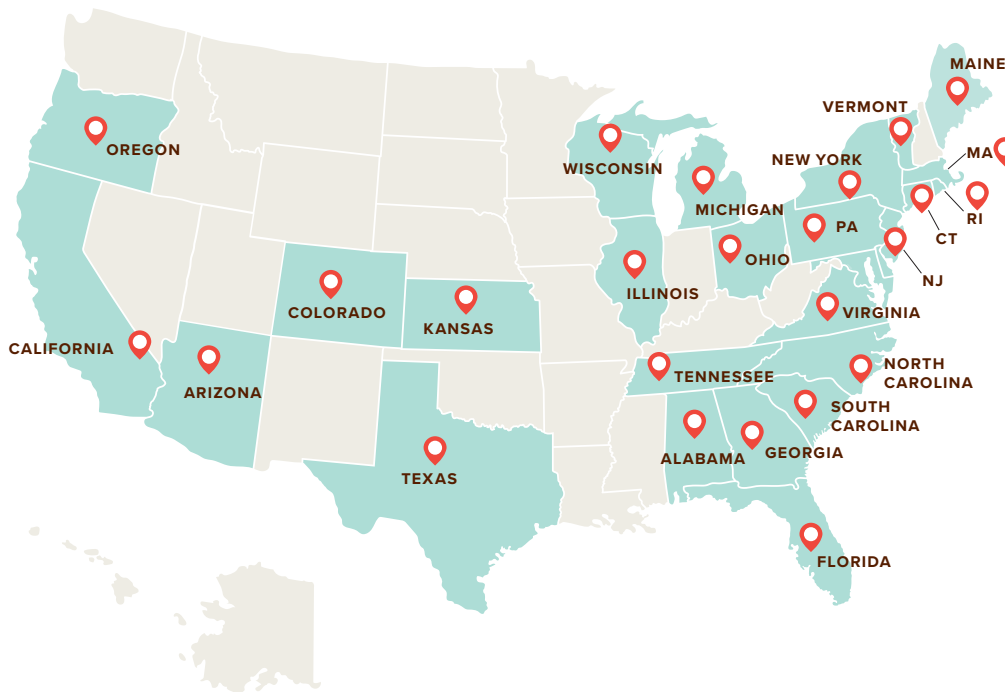 MAINE
VERMONT
OREGON
MA
NEW YORK
WISCONSIN
MICHIGAN
RI
PA
CT
OHIO
NJ
ILLINOIS
COLORADO
VIRGINIA
KANSAS
CALIFORNIA
NORTH
CAROLINA
TENNESSEE
ARIZONA
SOUTH
CAROLINA
GEORGIA
ALABAMA
TEXAS
FLORIDA